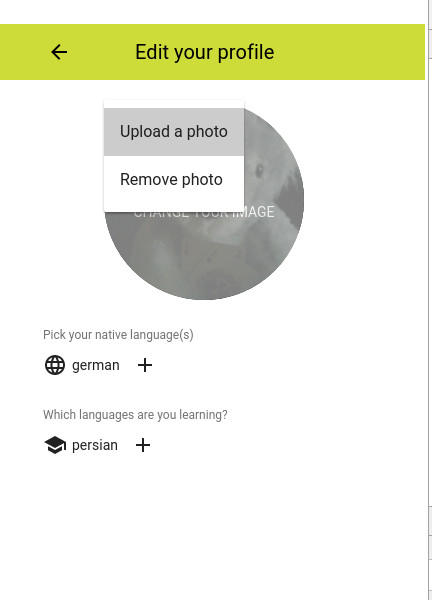 Edit your profile
Upload a photo
Remove photo
CHANGE YOUR IMAGE
Pick your native language(s)
german
Which languages are you learning?
persian